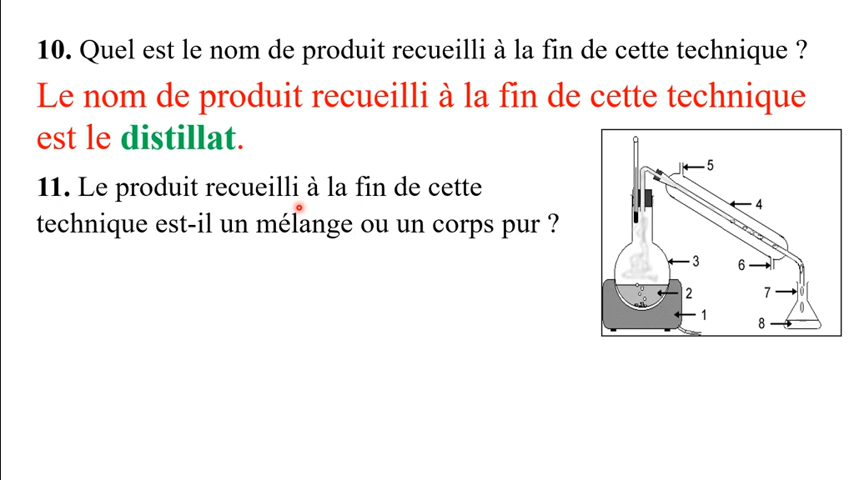 10. Quel est le nom de produit recueilli à la fin de cette technique ?
Le nom de produit recueilli à la fin de cette technique
est le distillat.
11. Le produit recueilli à la fin de cette
technique est-il un mélange ou un corps pur ?
5
4
3
6
2
7
1
8